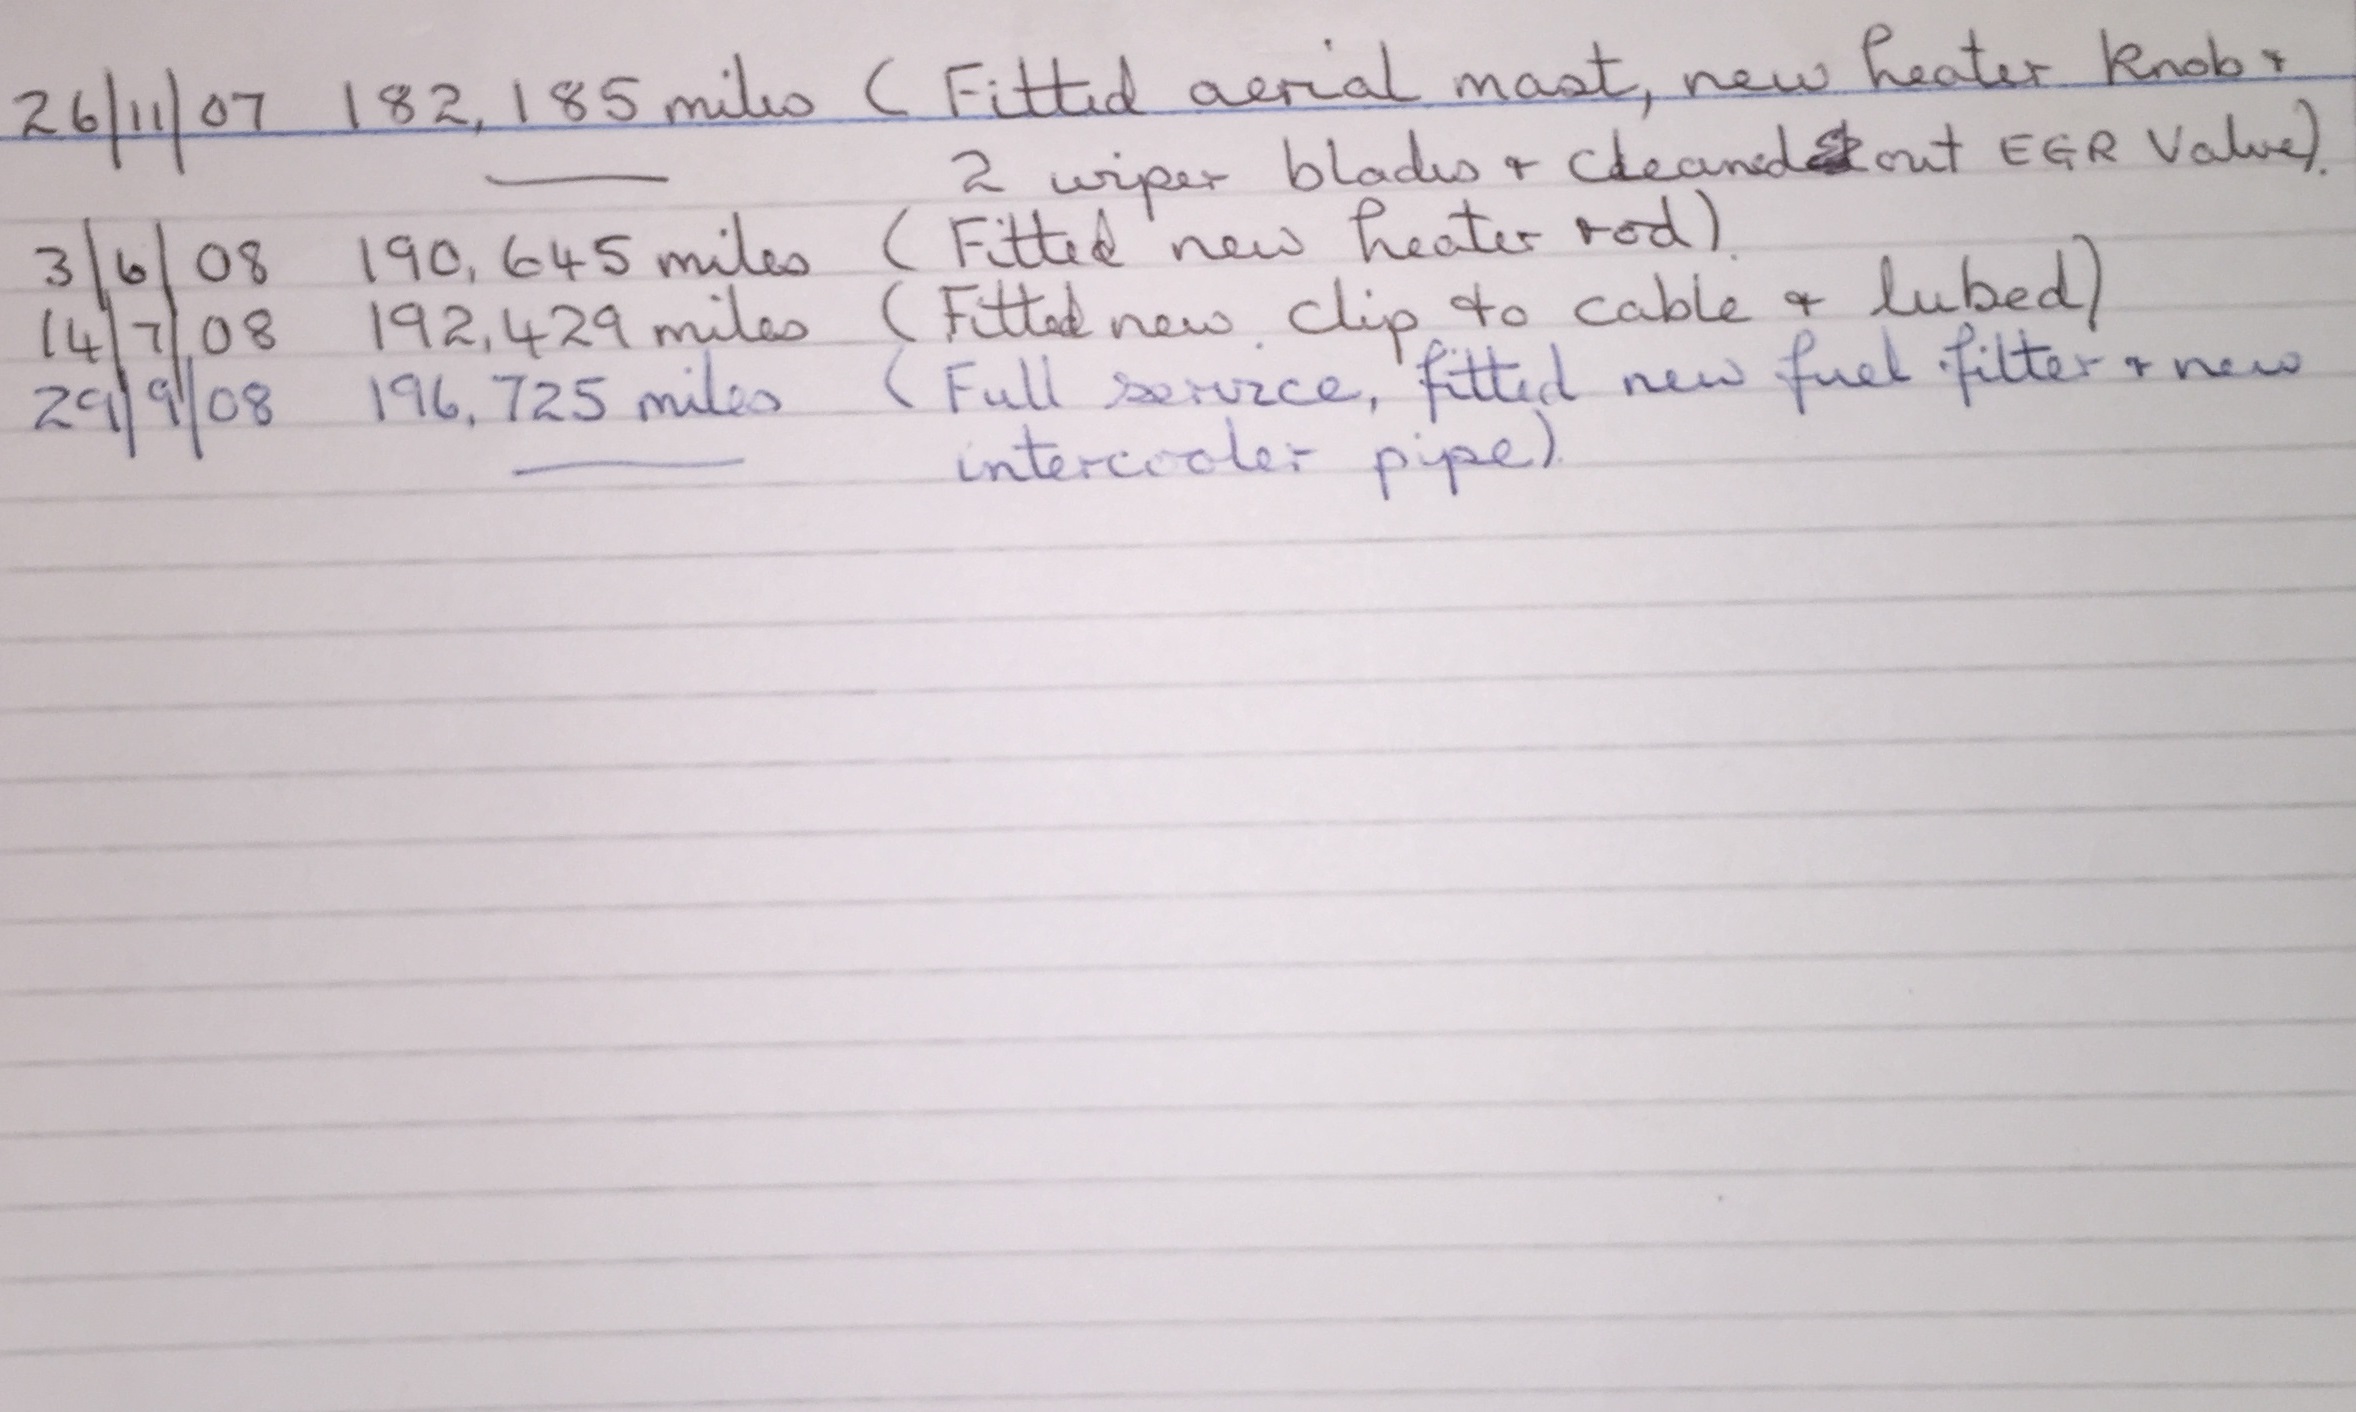 26/11/07 182,185 miles (Fitted aerial mast, new heater knob +
2 wiper blades + cleaned out EGR Valve).
3/6/08 190,645 miles (Fitted new heater rod)
14/7/08 192,429 miles (Fitted new clip to cable + lubed)
29/9/08 196,725 miles (Full service, fitted new fuel filter + new
intercooler pipe).